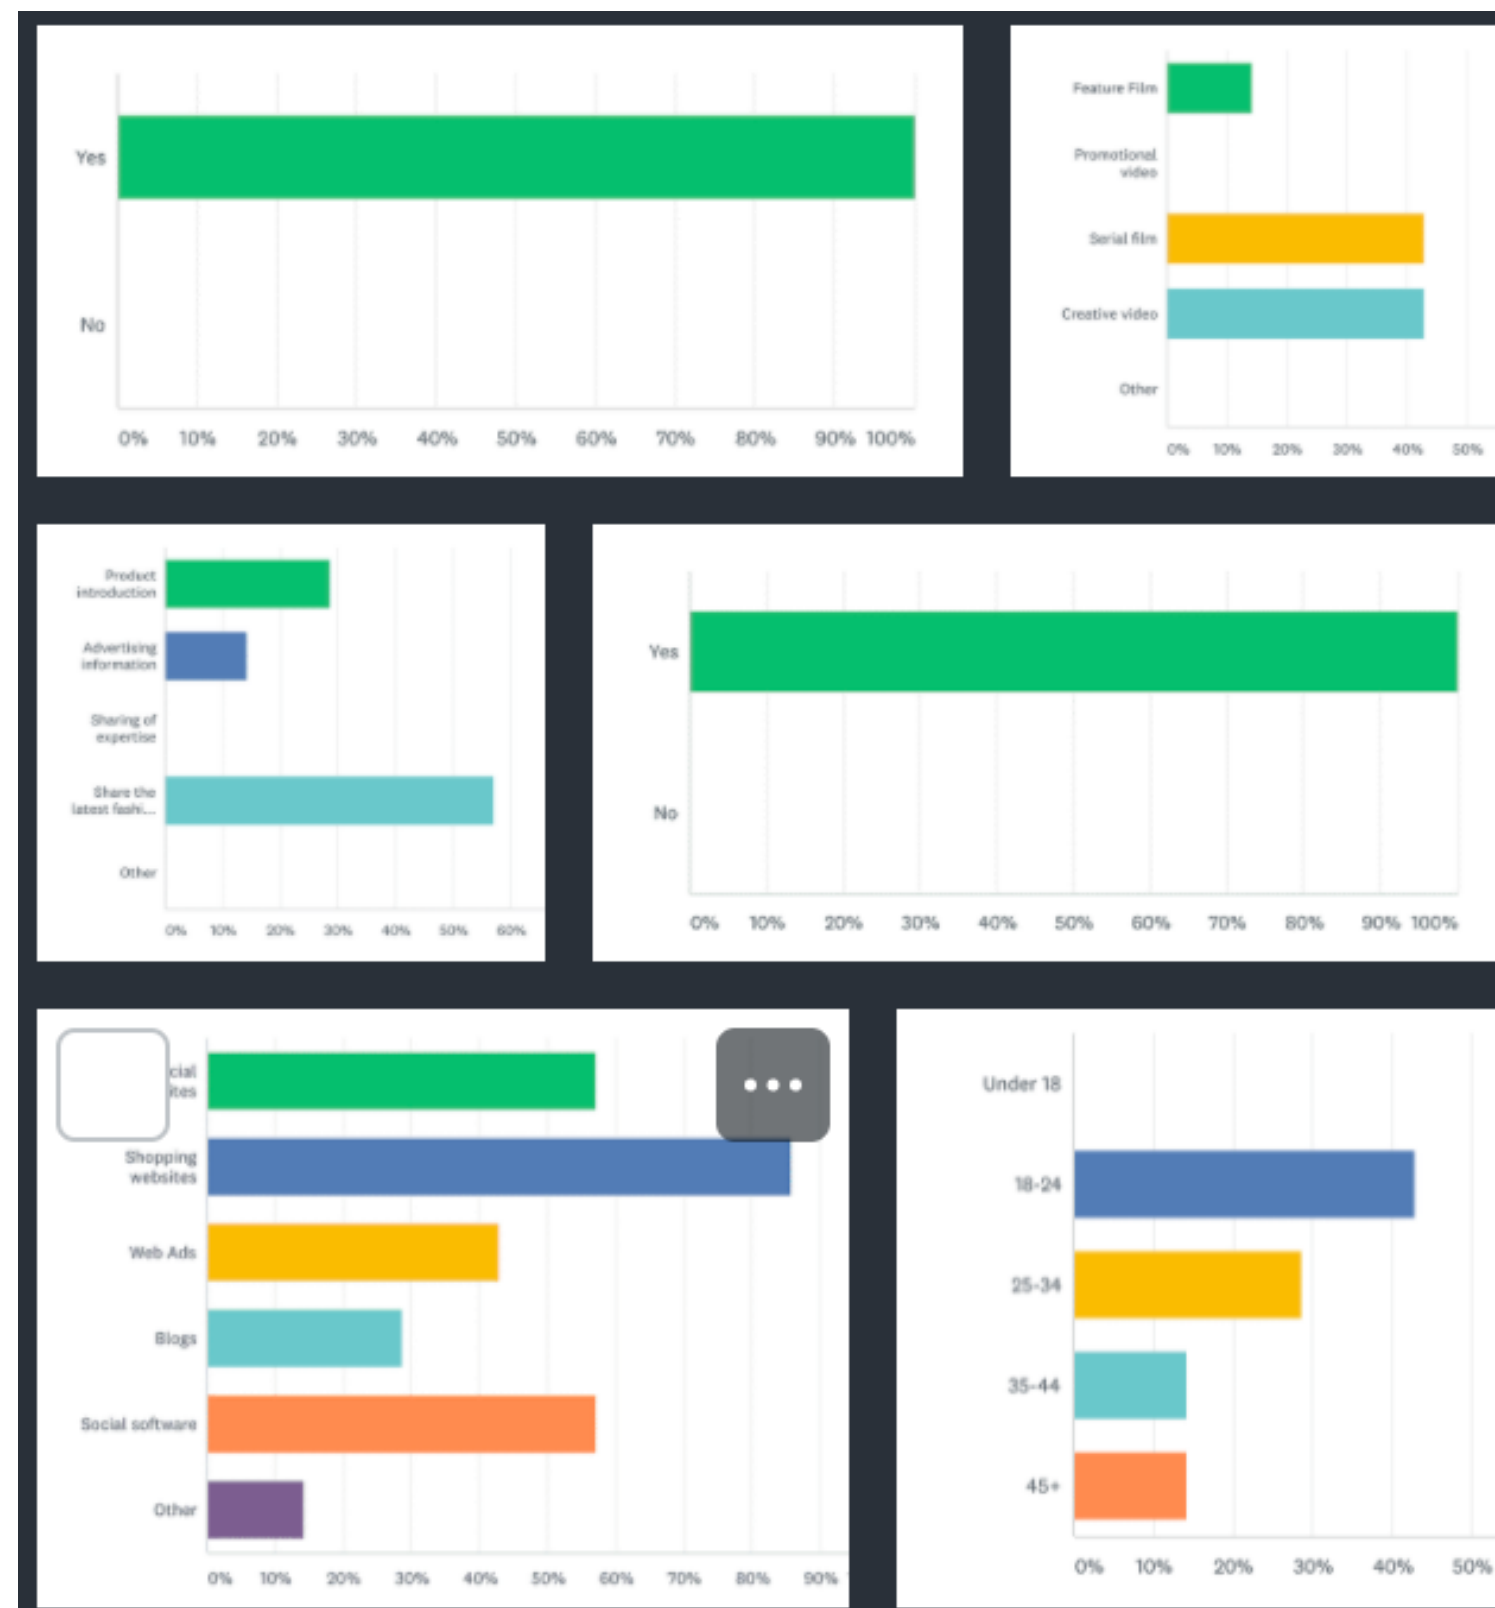 Yes
No
0% 10% 20% 30% 40% 50% 60% 70% 80% 90% 100%
Feature Film
Promotional
video
Serial film
Creative video
Other
0% 10% 20% 30% 40% 50%
Product
introduction
Advertising
information
Sharing of
expertise
Share the
latest fashi...
Other
0% 10% 20% 30% 40% 50% 60%
Yes
No
0% 10% 20% 30% 40% 50% 60% 70% 80% 90% 100%
cial
ites
Shopping
websites
Web Ads
Blogs
Social software
Other
0% 10% 20% 30% 40% 50% 60% 70% 80% 90%
Under 18
18-24
25-34
35-44
45+
0% 10% 20% 30% 40% 50%